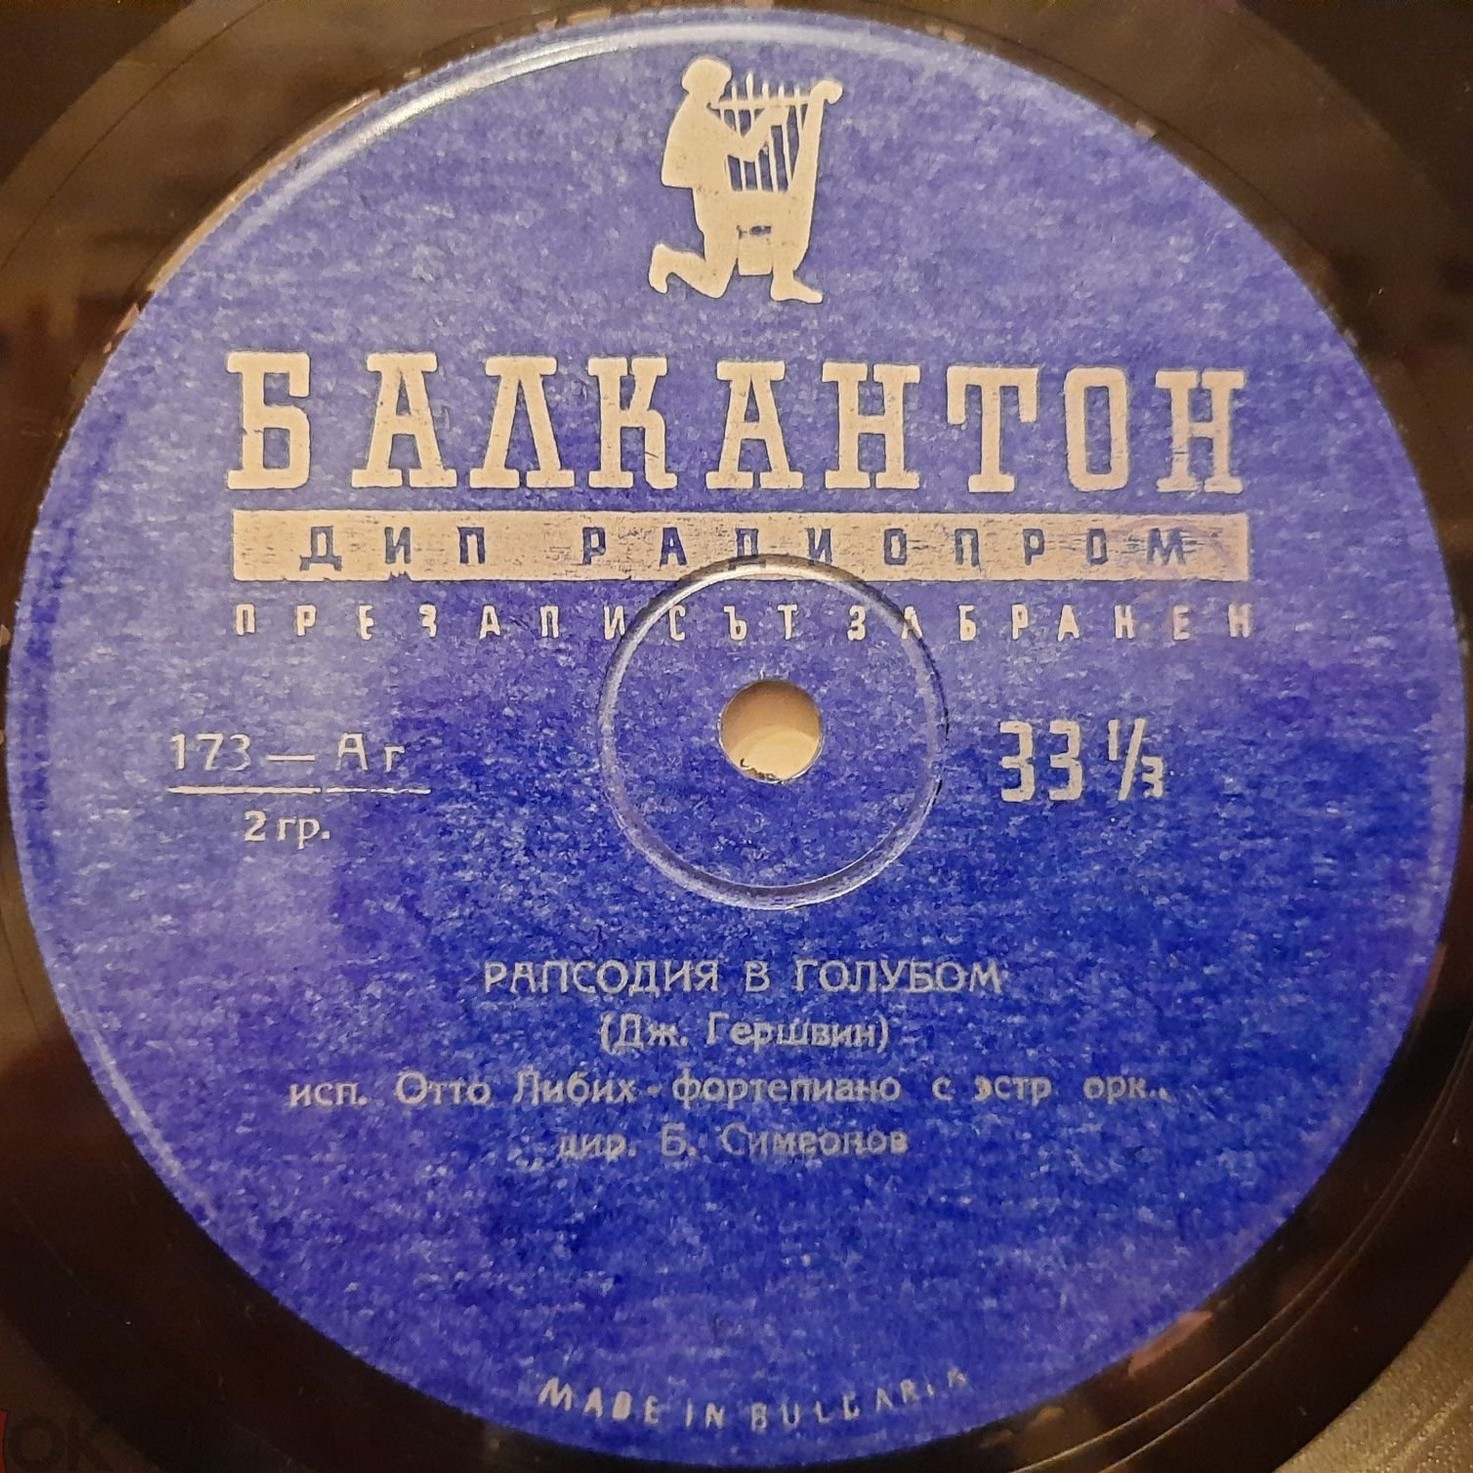 БАЛКАНТОН
ДИП РАДИОПРОМ
ПРЕЗАПИСЪТ ЗАБРАНЕН
173 — Аг
2 гр.
33 1/3
РАПСОДИЯ В ГОЛУБОМ
(Дж. Гершвин)
исп. Отто Либих - фортепиано с эстр орк.,
дир. Б. Симеонов
MADE IN BULGARIA